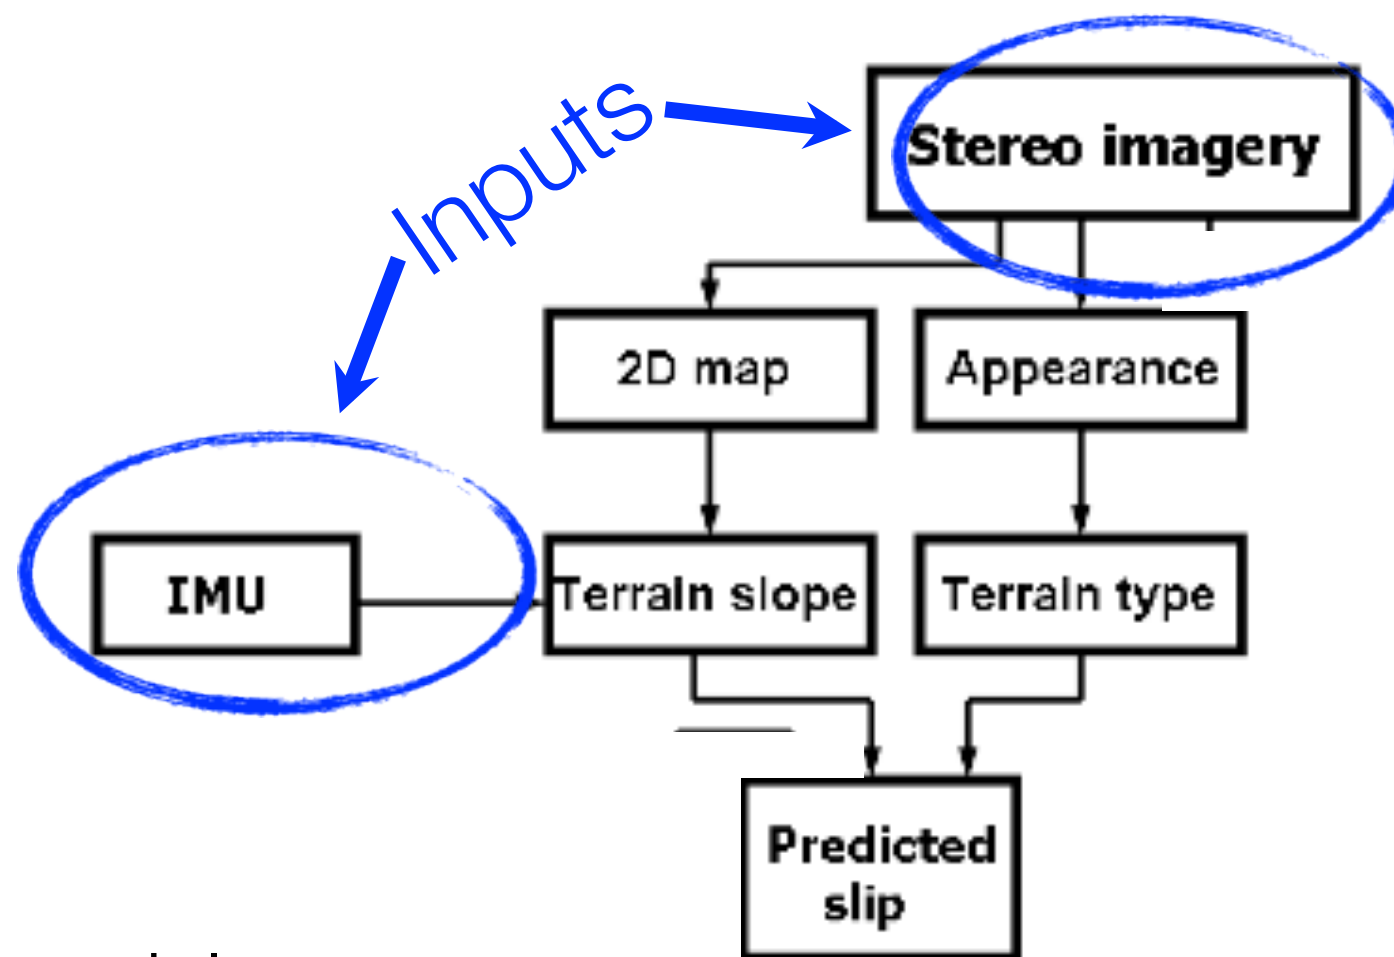 Inputs
Stereo imagery
2D map
Appearance
IMU
Terrain slope
Terrain type
Predicted
slip